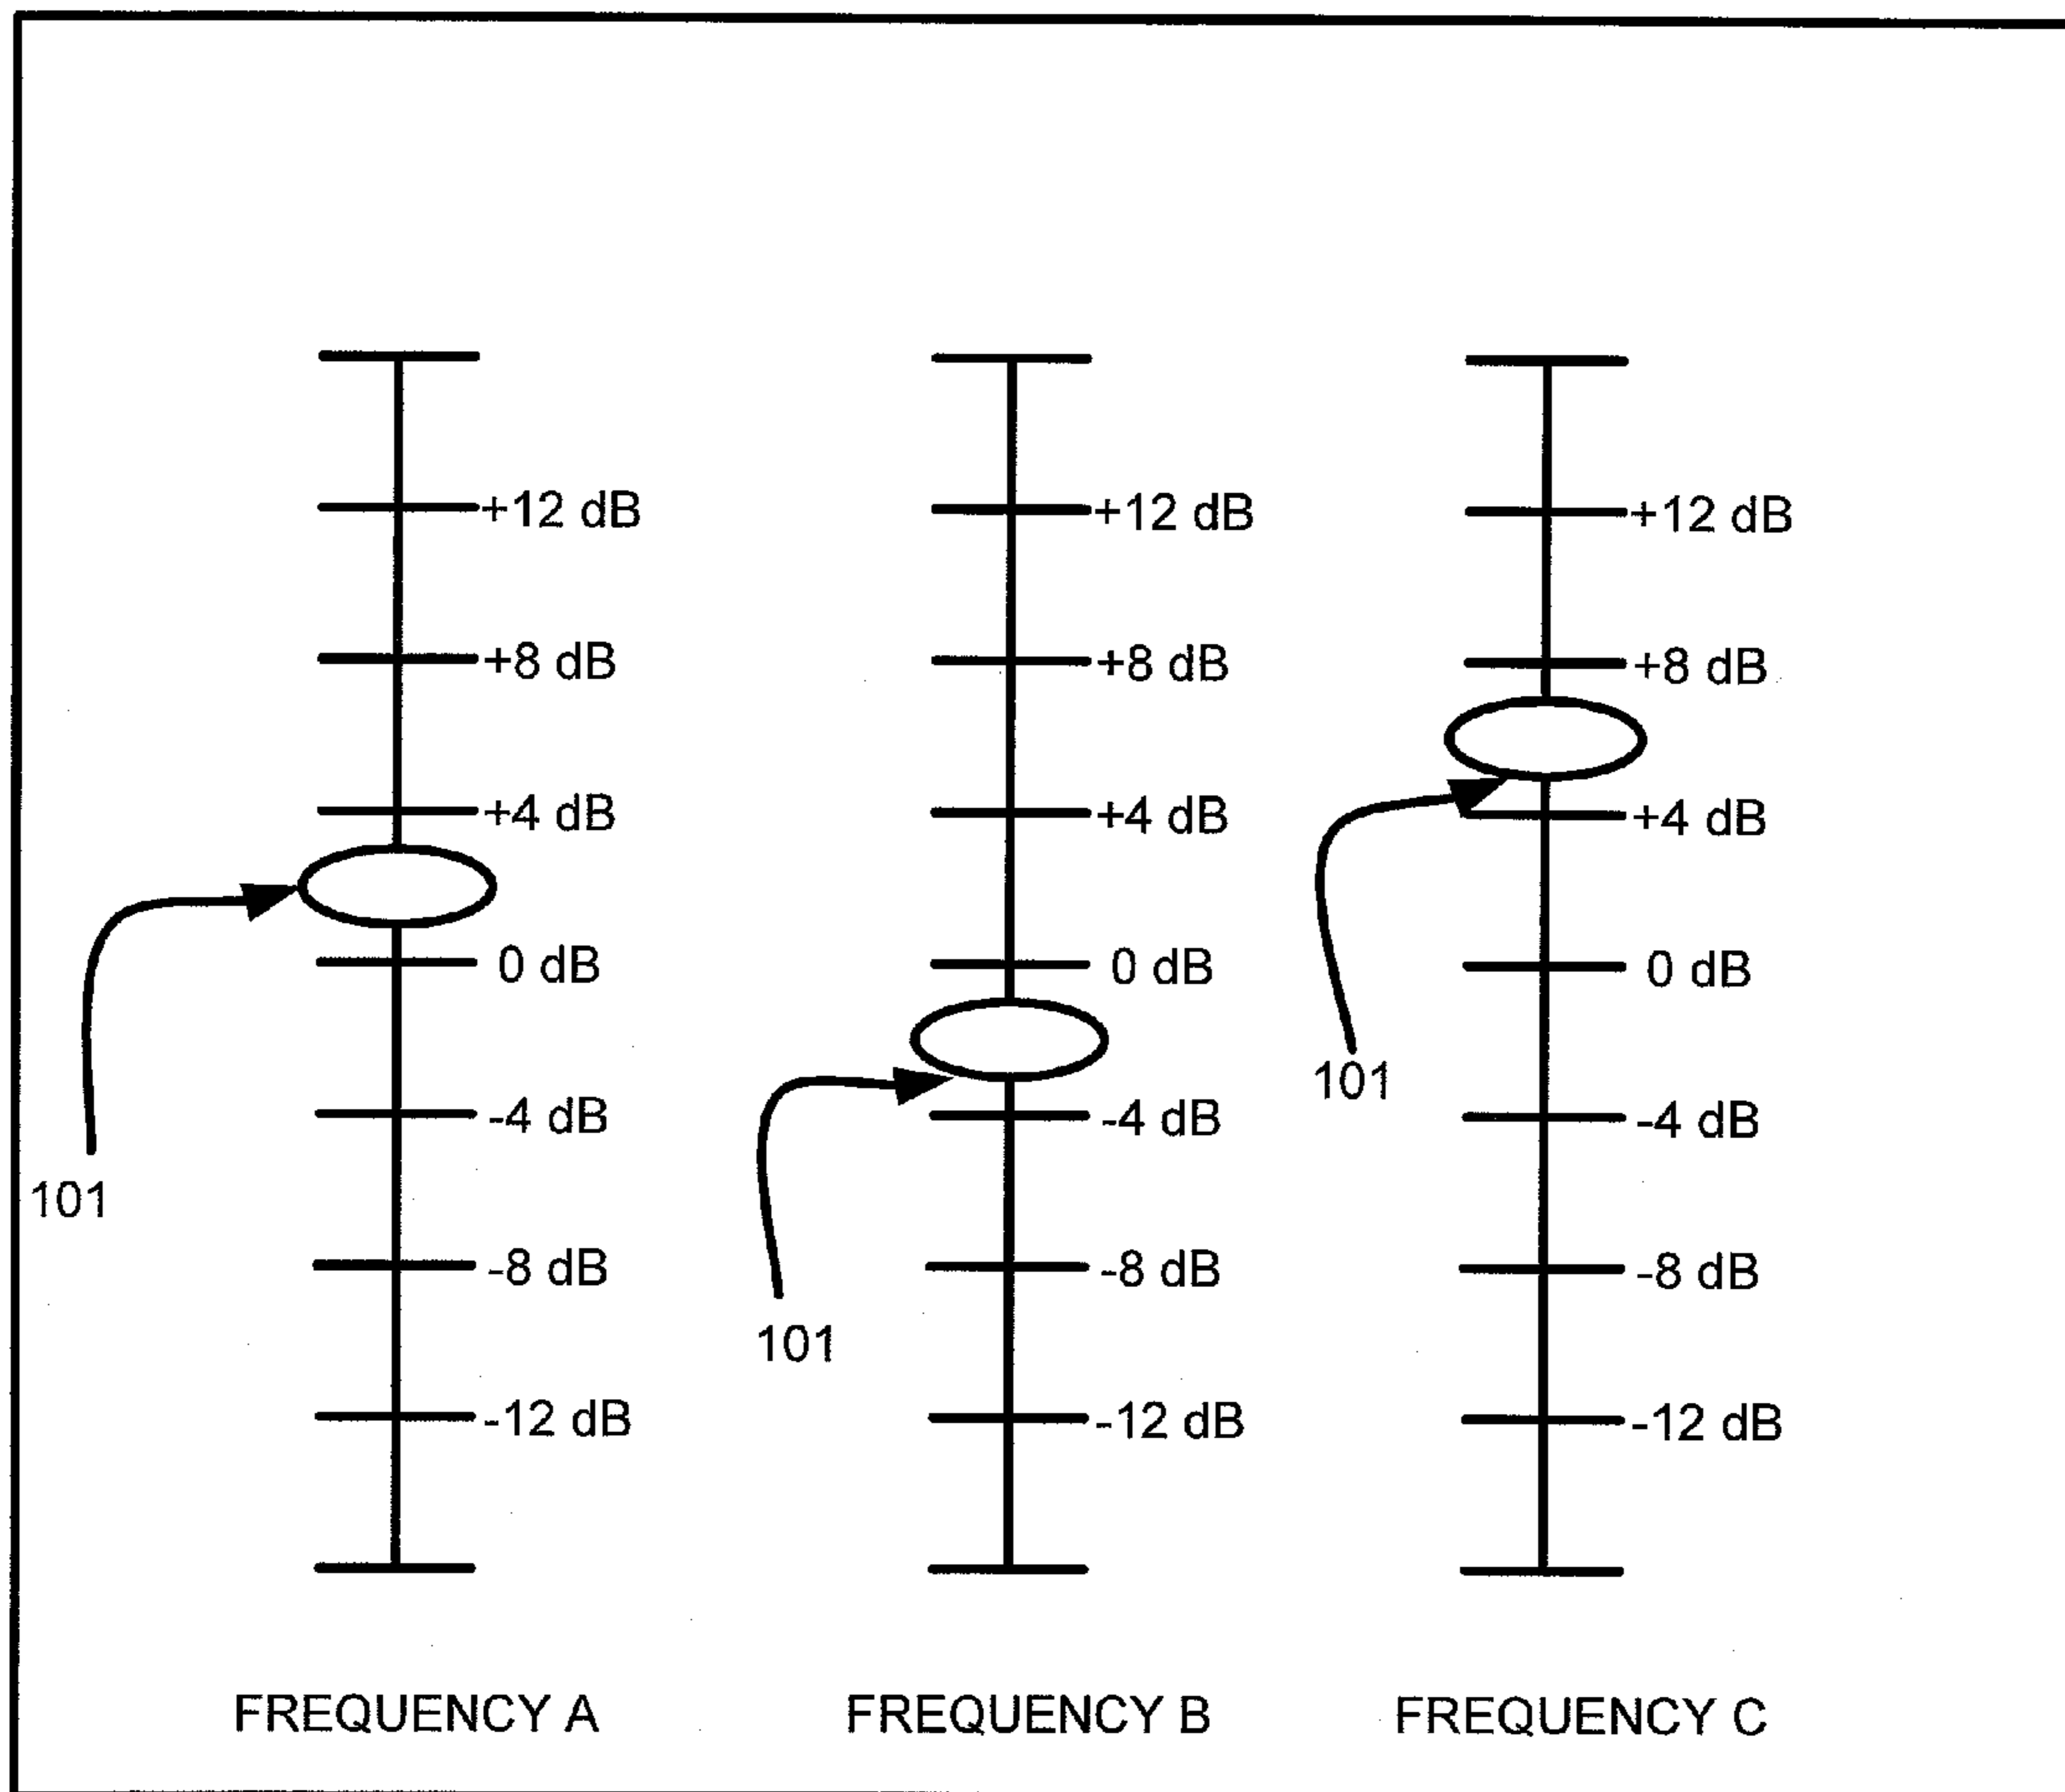 +12 dB
+8 dB
+4 dB
0 dB
-4 dB
-8 dB
-12 dB
101
FREQUENCY A
+12 dB
+8 dB
+4 dB
0 dB
-4 dB
-8 dB
-12 dB
101
FREQUENCY B
+12 dB
+8 dB
+4 dB
0 dB
-4 dB
-8 dB
-12 dB
101
FREQUENCY C